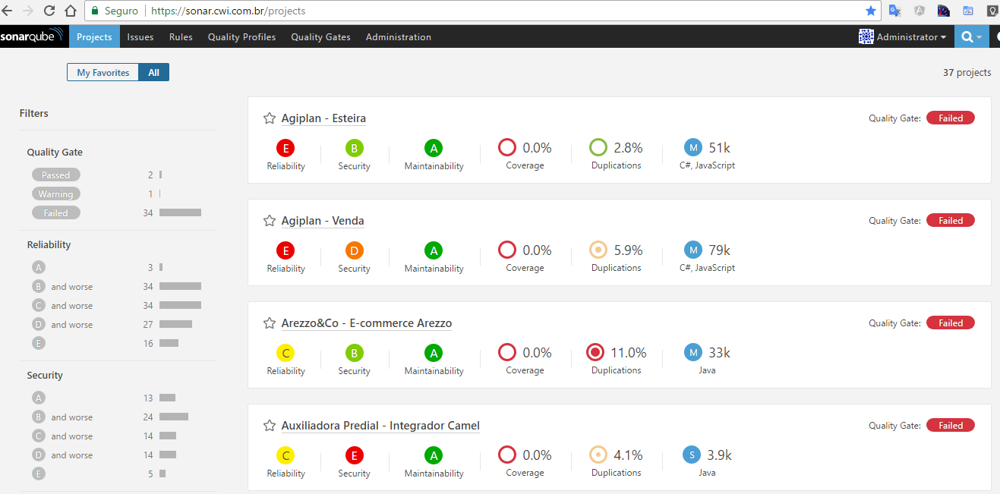 Seguro https://sonar.cwi.com.br/projects
sonarqube Projects Issues Rules Quality Profiles Quality Gates Administration Administrator
My Favorites All 37 projects
Filters
Quality Gate
Passed 2
Warning 1
Failed 34
Reliability
A 3
B and worse 34
C and worse 34
D and worse 27
E 16
Security
A 13
B and worse 24
C and worse 14
D and worse 14
E 5
Agiplan - Esteira Quality Gate: Failed
E B A 0.0% 2.8% M 51k
Reliability Security Maintainability Coverage Duplications C#, JavaScript
Agiplan - Venda Quality Gate: Failed
E D A 0.0% 5.9% M 79k
Reliability Security Maintainability Coverage Duplications C#, JavaScript
Arezzo&Co - E-commerce Arezzo Quality Gate: Failed
C B A 0.0% 11.0% M 33k
Reliability Security Maintainability Coverage Duplications Java
Auxiliadora Predial - Integrador Camel Quality Gate: Failed
C E A 0.0% 4.1% S 3.9k
Reliability Security Maintainability Coverage Duplications Java